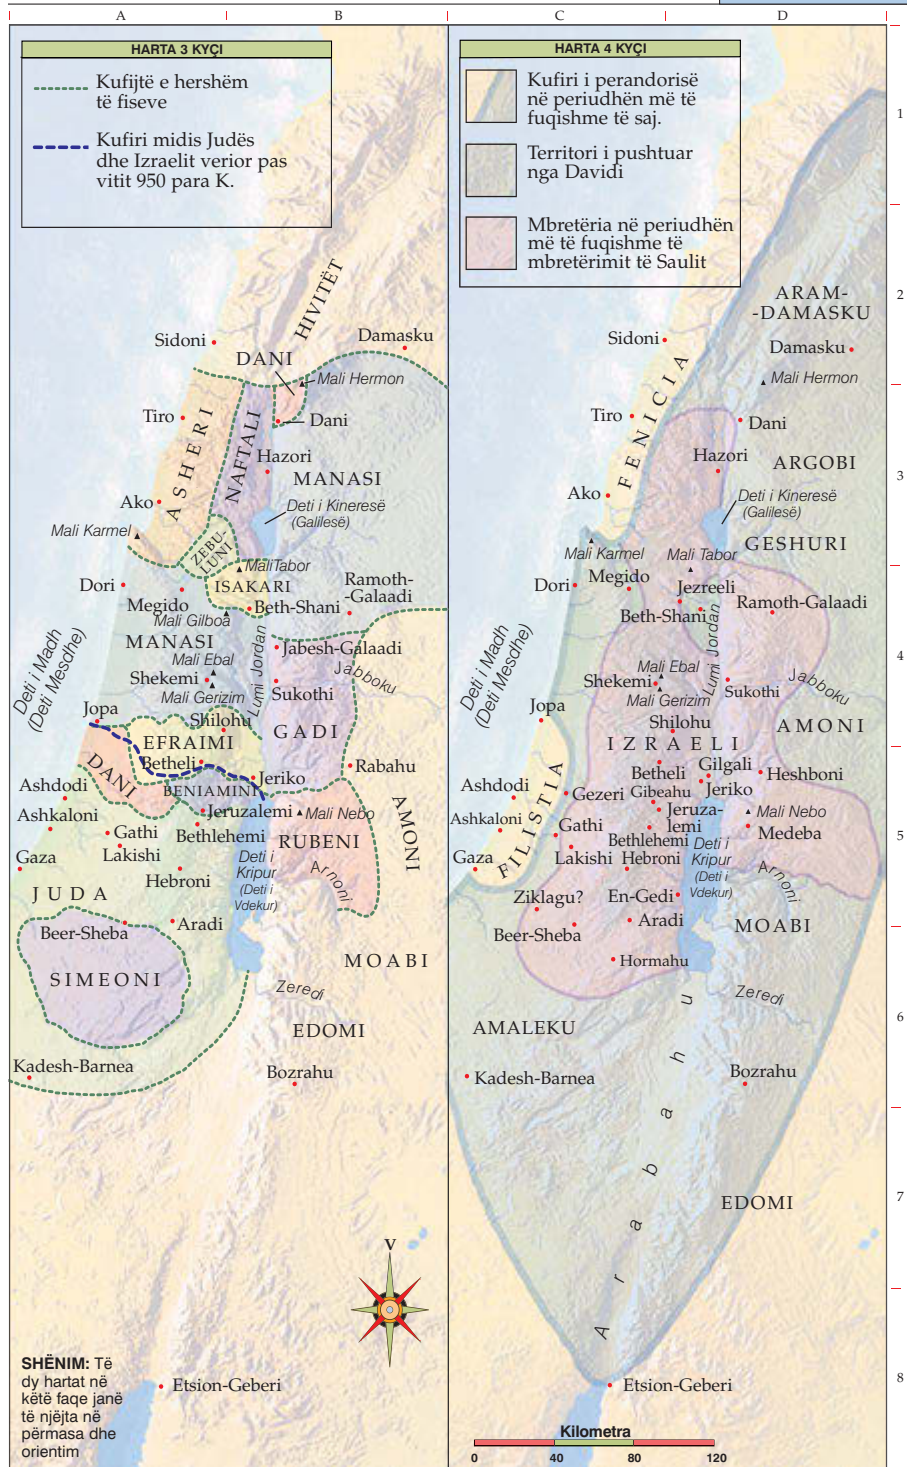 A B C D
HARTA 3 KYÇI
Kufijtë e hershëm
të fiseve
Kufiri midis Judës
dhe Izraelit verior pas
vitit 950 para K.
HIVITËT
Sidoni
Damasku
DANI
Mali Hermon
Tiro
Dani
ASHERI
NAFTALI
Hazori
MANASI
Ako
Deti i Kineresë
(Galilesë)
Mali Karmel
ZEBU-
LUNI
MaliTabor
Dori
ISAKARI
Ramoth-
-Galaadi
Megido
Beth-Shani
Mali Gilboa
MANASI
Jabesh-Galaadi
Deti i Madh
(Deti Mesdhe)
Lumi Jordan
Mali Ebal
Jabboku
Shekemi
Mali Gerizim
Sukothi
Jopa
Shilohu
GADI
EFRAIMI
Betheli
Jeriko
Rabahu
DANI
Ashdodi
BENIAMINI
Ashkaloni
Jeruzalemi
Mali Nebo
AMONI
Gathi
Bethlehemi
RUBENI
Lakishi
Gaza
Deti i
Kripur
(Deti i
Vdekur)
Arnoni
Hebroni
JUDA
Beer-Sheba
Aradi
MOABI
SIMEONI
Zeredi
EDOMI
Kadesh-Barnea
Bozrahu
V
SHËNIM: Të
dy hartat në
këtë faqe janë
të njëjta në
përmasa dhe
orientim
Etsion-Geberi
HARTA 4 KYÇI
Kufiri i perandorisë
në periudhën më të
fuqishme të saj.
Territori i pushtuar
nga Davidi
Mbretëria në periudhën
më të fuqishme të
mbretërimit të Saulit
ARAM-
-DAMASKU
Sidoni
Damasku
Mali Hermon
FENICIA
Tiro
Dani
Hazori
ARGOBI
Ako
Deti i Kineresë
(Galilesë)
GESHURI
Mali Karmel
Mali Tabor
Dori
Megido
Jezreeli
Ramoth-Galaadi
Beth-Shani
Deti i Madh
(Deti Mesdhe)
Lumi Jordan
Mali Ebal
Jabboku
Shekemi
Mali Gerizim
Sukothi
Jopa
Shilohu
AMONI
IZRAELI
Betheli
Gilgali
Heshboni
Ashdodi
Gezeri
Gibeahu
Jeriko
Ashkaloni
FILISTIA
Jeruza-
lemi
Mali Nebo
Gathi
Bethlehemi
Medeba
Gaza
Lakishi
Hebroni
Deti i
Kripur
(Deti i
Vdekur)
Arnoni
Ziklagu?
En-Gedi
Beer-Sheba
Aradi
MOABI
Hormahu
Zeredi
AMALEKU
Kadesh-Barnea
Bozrahu
Arabahu
EDOMI
Etsion-Geberi
Kilometra
0 40 80 120
1
2
3
4
5
6
7
8